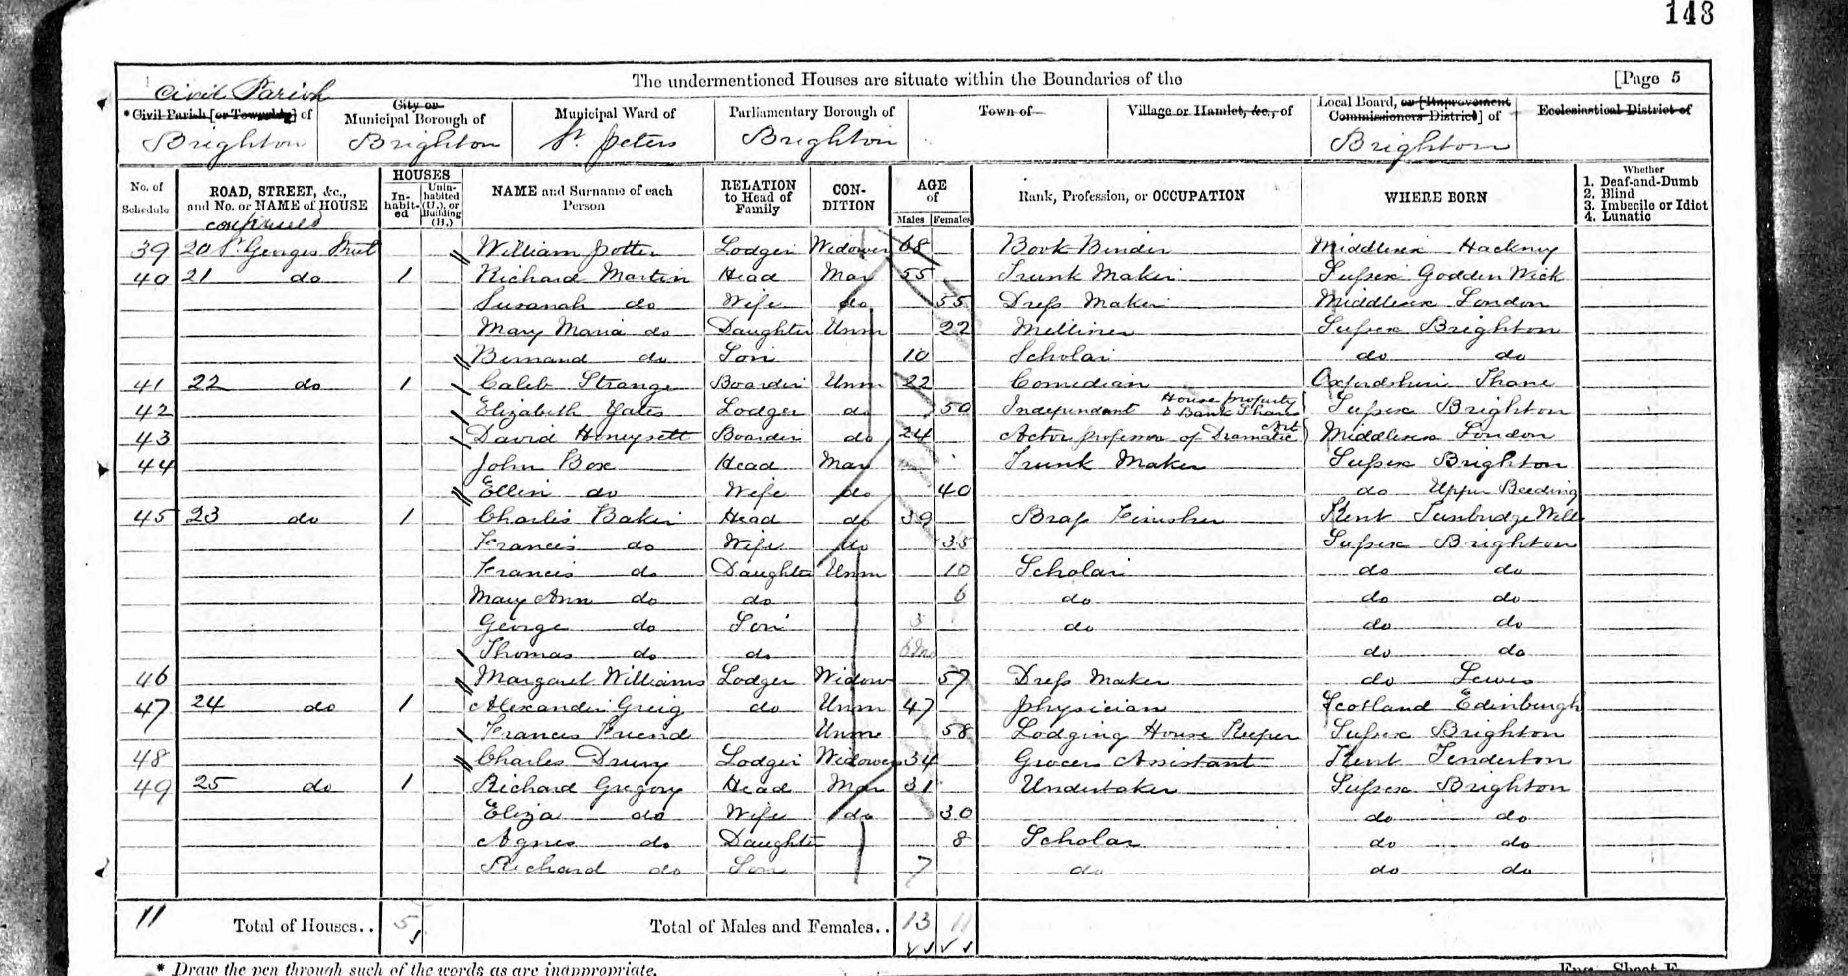 148
The undermentioned Houses are situate within the Boundaries of the [Page 5
Civil Parish
* Civil Parish [or Township] of City or Municipal Borough of Municipal Ward of Parliamentary Borough of Town of Village or Hamlet, &c., of Local Board, or [Improvement Commissioners District] of Ecclesiastical District of
Brighton Brighton St. Peters Brighton Brighton
No. of Schedule ROAD, STREET, &c., and No. or NAME of HOUSE HOUSES Inhabited Uninhabited (U.), or Building (B.) NAME and Surname of each Person RELATION to Head of Family CONDITION AGE of Males Females Rank, Profession, or OCCUPATION WHERE BORN Whether 1. Deaf-and-Dumb 2. Blind 3. Imbecile or Idiot 4. Lunatic
39 20 St. Georges Street William Potter Lodger Widower 68 Book Binder Middlesex Hackney
40 21 do 1 Richard Martin Head Mar 55 Trunk Maker Sussex Godden Wick
Susanah do Wife do 55 Dress Maker Middlesex London
Mary Maria do Daughter Unm 22 Milliner Sussex Brighton
Bernand do Son 10 Scholar do do
41 22 do 1 Caleb Strange Boarder Unm 22 Comedian Oxfordshire Thame
42 Elizabeth Yates Lodger do 50 Independant House property & Bank Shares Sussex Brighton
43 David Honeysett Boarder do 24 Actor professor of Dramatic Art Middlesex London
44 John Box Head Mar Trunk Maker Sussex Brighton
Ellen do Wife do 40 do Upper Beeding
45 23 do 1 Charles Baker Head do 39 Brass Finisher Kent Tunbridge Wells
Francis do Wife do 35 Sussex Brighton
Francis do Daughter Unm 10 Scholar do do
Mary Ann do do 6 do do do
George do Son 3 do do do
Thomas do do 6m do do
46 Margaret Williams Lodger Widow 57 Dress Maker do Lewes
47 24 do 1 Alexander Greig do Unm 47 Physician Scotland Edinburgh
Francis Friend Unm 58 Lodging House Keeper Sussex Brighton
48 Charles Drury Lodger Widower 34 Grocers Assistant Kent Tenderton
49 25 do 1 Richard Gregory Head Mar 31 Undertaker Sussex Brighton
Eliza do Wife do 30 do do
Agnes do Daughter 8 Scholar do do
Richard do Son 7 do do do
11 Total of Houses.. 5 Total of Males and Females.. 13 11
* Draw the pen through such of the words as are inappropriate. Eng. Sheet E